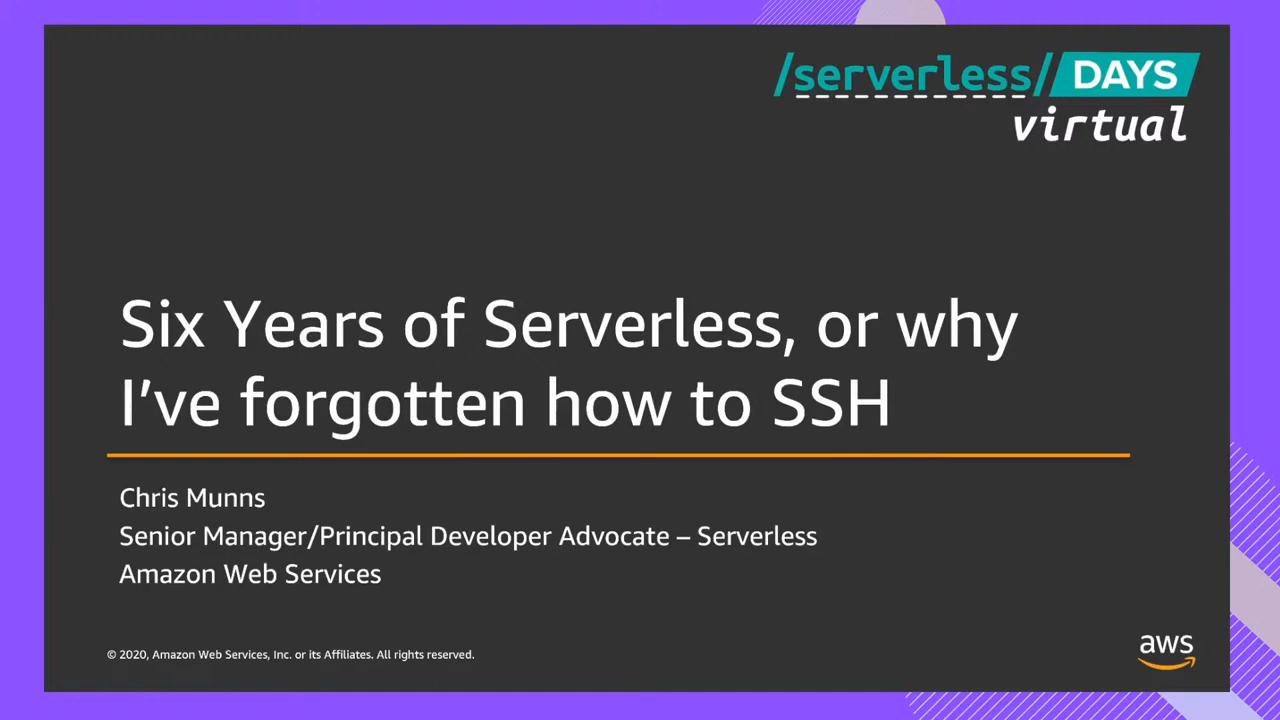 /serverless/ DAYS
virtual
Six Years of Serverless, or why
I've forgotten how to SSH
Chris Munns
Senior Manager/Principal Developer Advocate – Serverless
Amazon Web Services
© 2020, Amazon Web Services, Inc. or its Affiliates. All rights reserved.
aws